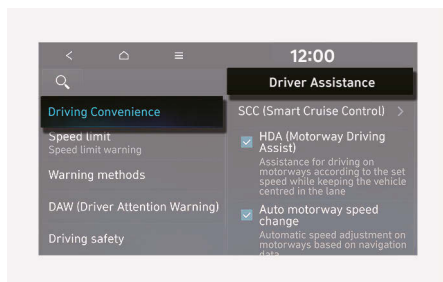 12:00
Driver Assistance
Driving Convenience
Speed limit
Speed limit warning
Warning methods
DAW (Driver Attention Warning)
Driving safety
SCC (Smart Cruise Control)
HDA (Motorway Driving
Assist)
Assistance for driving on
motorways according to the set
speed while keeping the vehicle
centred in the lane
Auto motorway speed
change
Automatic speed adjustment on
motorways based on navigation
data